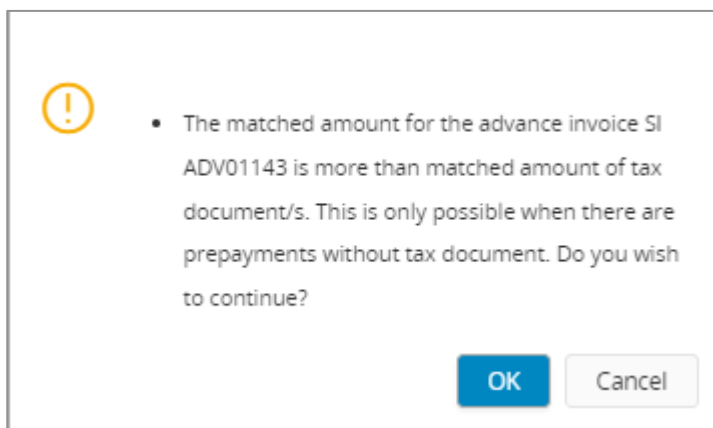 The matched amount for the advance invoice SI
ADV01143 is more than matched amount of tax
document/s. This is only possible when there are
prepayments without tax document. Do you wish
to continue?
OK
Cancel